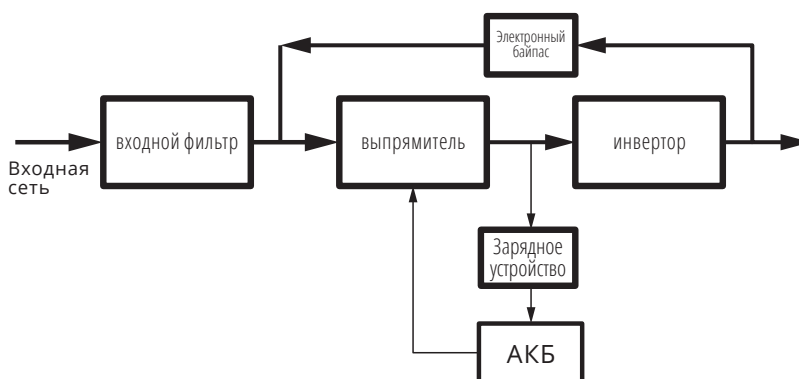 Электронный
байпас
входной фильтр
выпрямитель
инвертор
Входная
сеть
Зарядное
устройство
АКБ